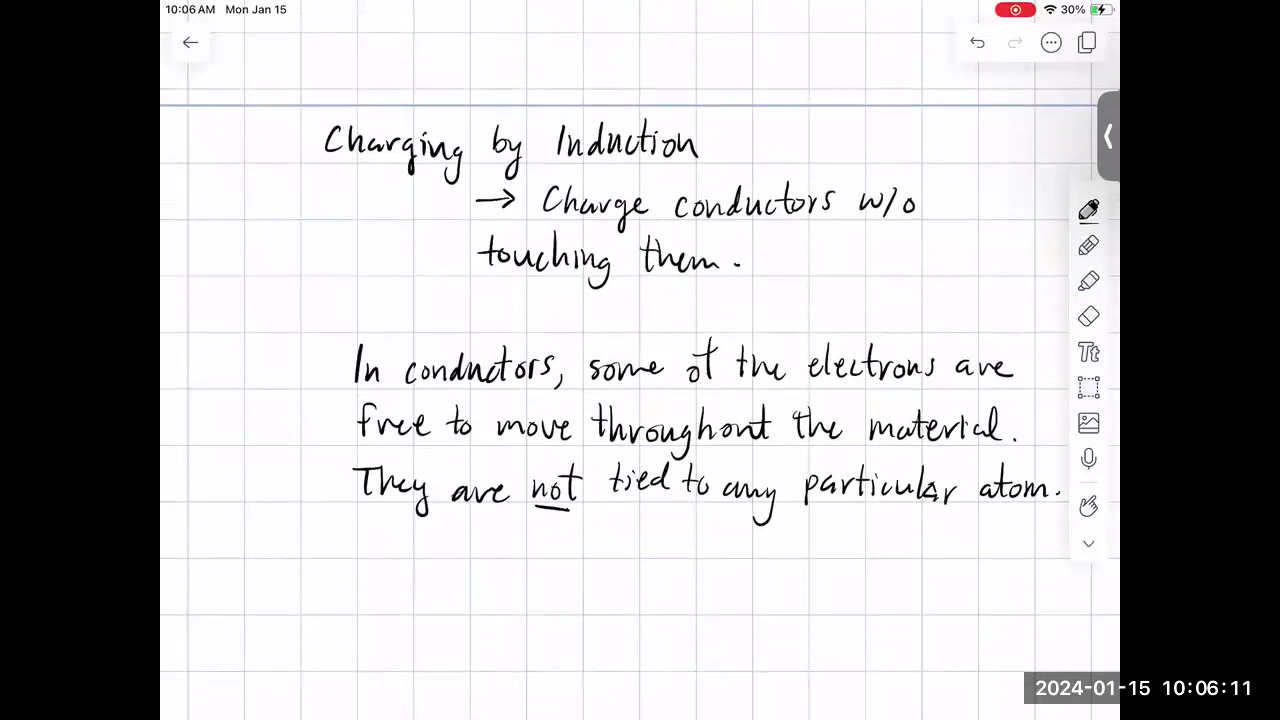 10:06 AM Mon Jan 15
30%
Charging by Induction
→ Charge conductors w/o
touching them.
In conductors, some of the electrons are
free to move throughout the material.
They are not tied to any particular atom.
Tt
2024-01-15 10:06:11